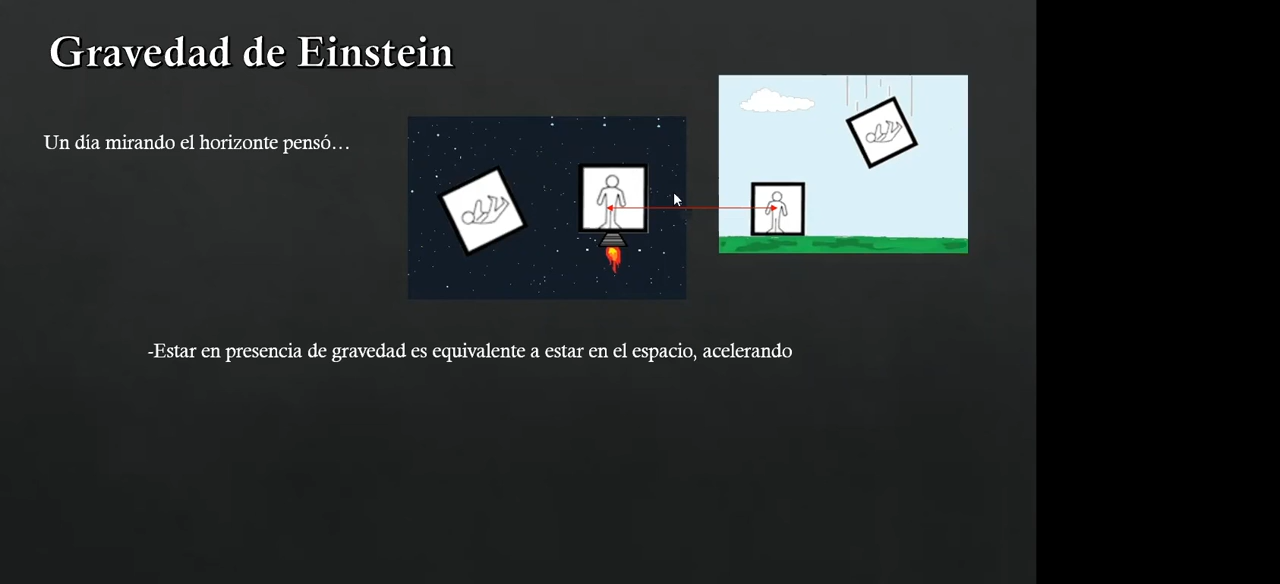 Gravedad de Einstein
Un día mirando el horizonte pensó…
-Estar en presencia de gravedad es equivalente a estar en el espacio, acelerando